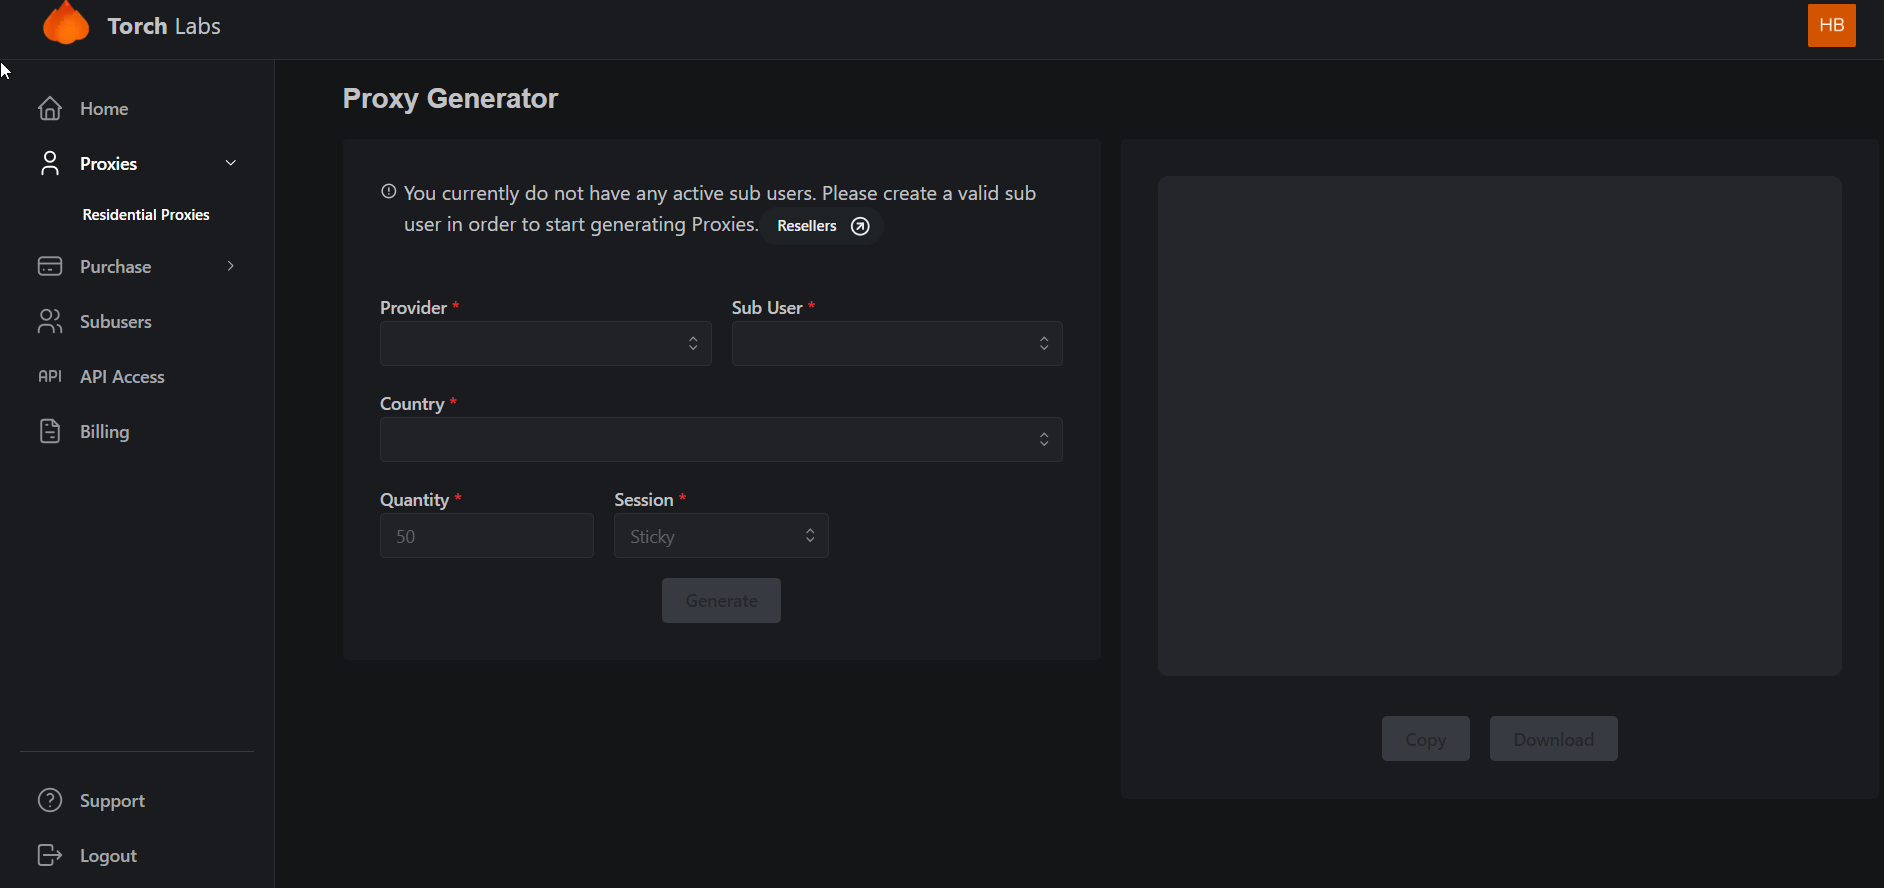 Torch Labs
HB
Home
Proxies
Residential Proxies
Purchase
Subusers
API API Access
Billing
Support
Logout
Proxy Generator
You currently do not have any active sub users. Please create a valid sub
user in order to start generating Proxies. Resellers
Provider * Sub User *
Country *
Quantity * Session *
50 Sticky
Generate
Copy Download